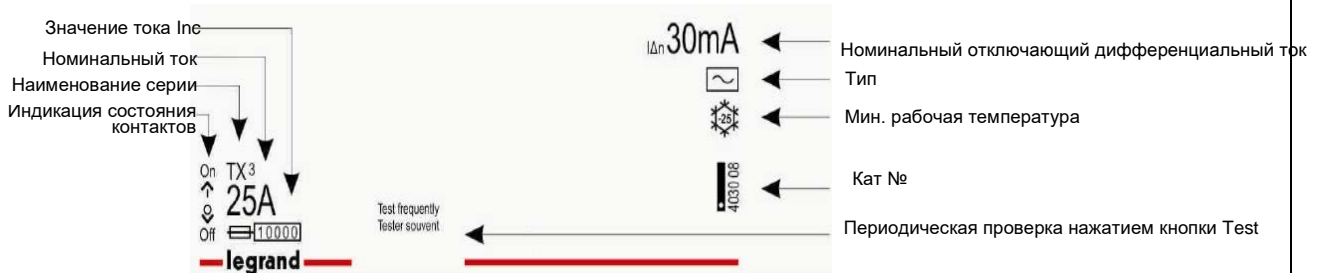 Значение тока Inc
Номинальный ток
Наименование серии
Индикация состояния
контактов
On
TX3
25A
Off
10000
legrand
Test frequently
Tester souvent
IΔn 30mA
-25
4030 08
Номинальный отключающий дифференциальный ток
Тип
Мин. рабочая температура
Кат №
Периодическая проверка нажатием кнопки Test